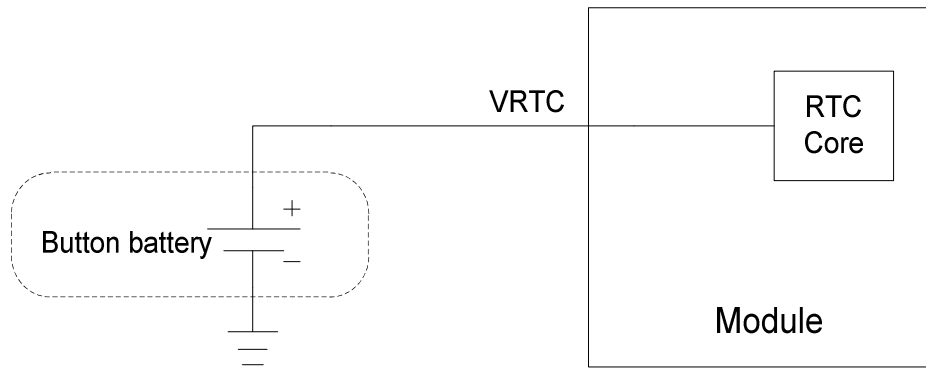 VRTC
RTC
Core
+
Button battery
−
Module